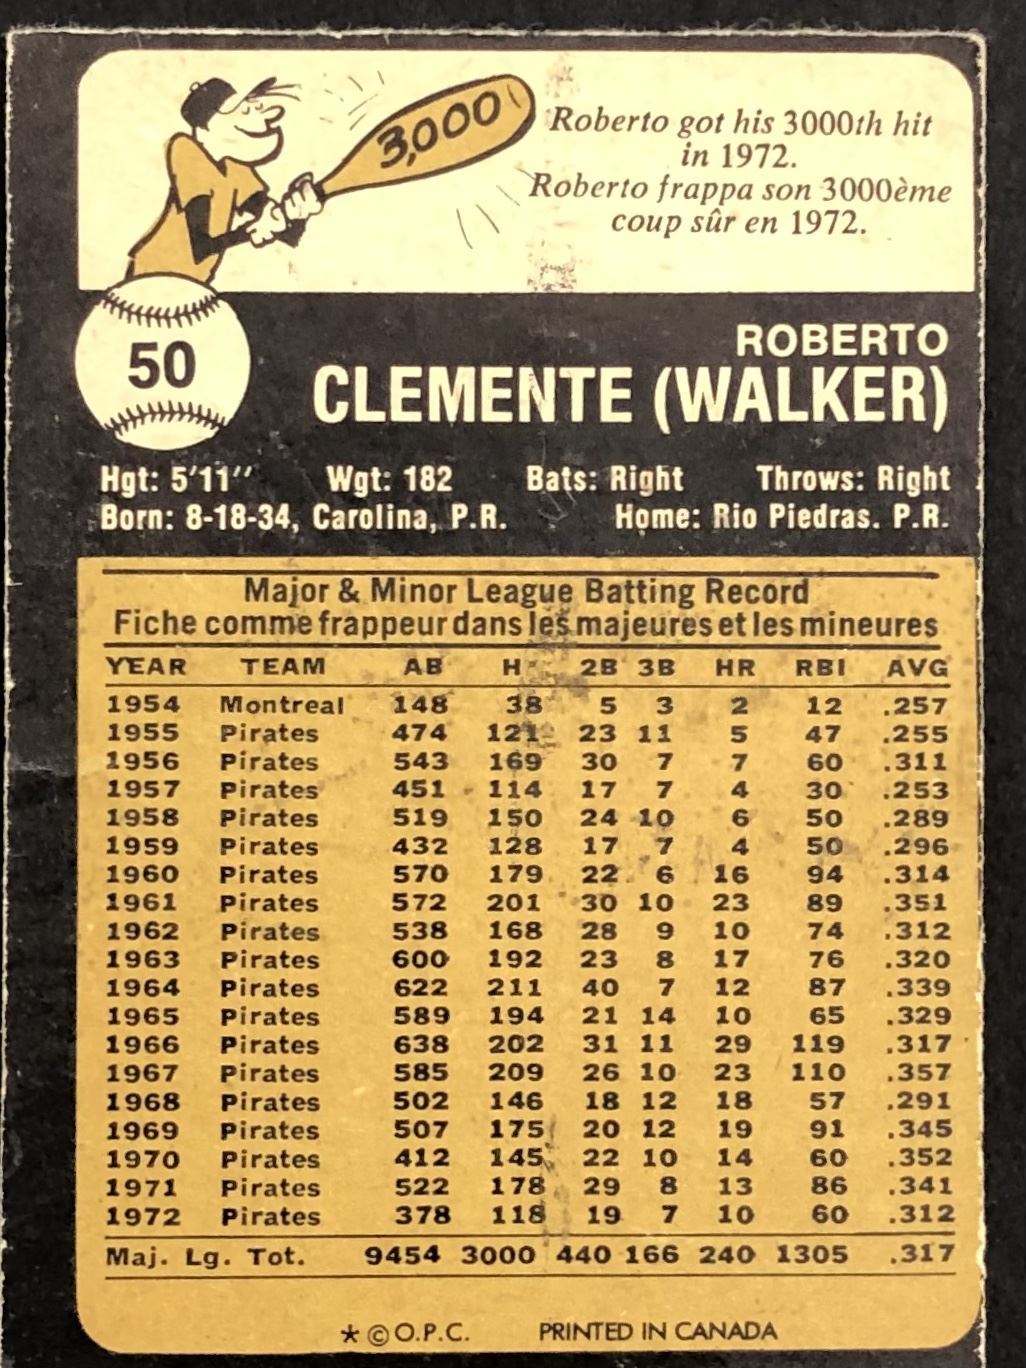 3,000
Roberto got his 3000th hit
in 1972.
Roberto frappa son 3000ème
coup sûr en 1972.
50
ROBERTO
CLEMENTE (WALKER)
Hgt: 5'11" Wgt: 182 Bats: Right Throws: Right
Born: 8-18-34, Carolina, P.R. Home: Rio Piedras. P.R.
Major & Minor League Batting Record
Fiche comme frappeur dans les majeures et les mineures
YEAR TEAM AB H 2B 3B HR RBI AVG
1954 Montreal 148 38 5 3 2 12 .257
1955 Pirates 474 121 23 11 5 47 .255
1956 Pirates 543 169 30 7 7 60 .311
1957 Pirates 451 114 17 7 4 30 .253
1958 Pirates 519 150 24 10 6 50 .289
1959 Pirates 432 128 17 7 4 50 .296
1960 Pirates 570 179 22 6 16 94 .314
1961 Pirates 572 201 30 10 23 89 .351
1962 Pirates 538 168 28 9 10 74 .312
1963 Pirates 600 192 23 8 17 76 .320
1964 Pirates 622 211 40 7 12 87 .339
1965 Pirates 589 194 21 14 10 65 .329
1966 Pirates 638 202 31 11 29 119 .317
1967 Pirates 585 209 26 10 23 110 .357
1968 Pirates 502 146 18 12 18 57 .291
1969 Pirates 507 175 20 12 19 91 .345
1970 Pirates 412 145 22 10 14 60 .352
1971 Pirates 522 178 29 8 13 86 .341
1972 Pirates 378 118 19 7 10 60 .312
Maj. Lg. Tot. 9454 3000 440 166 240 1305 .317
* © O.P.C. PRINTED IN CANADA